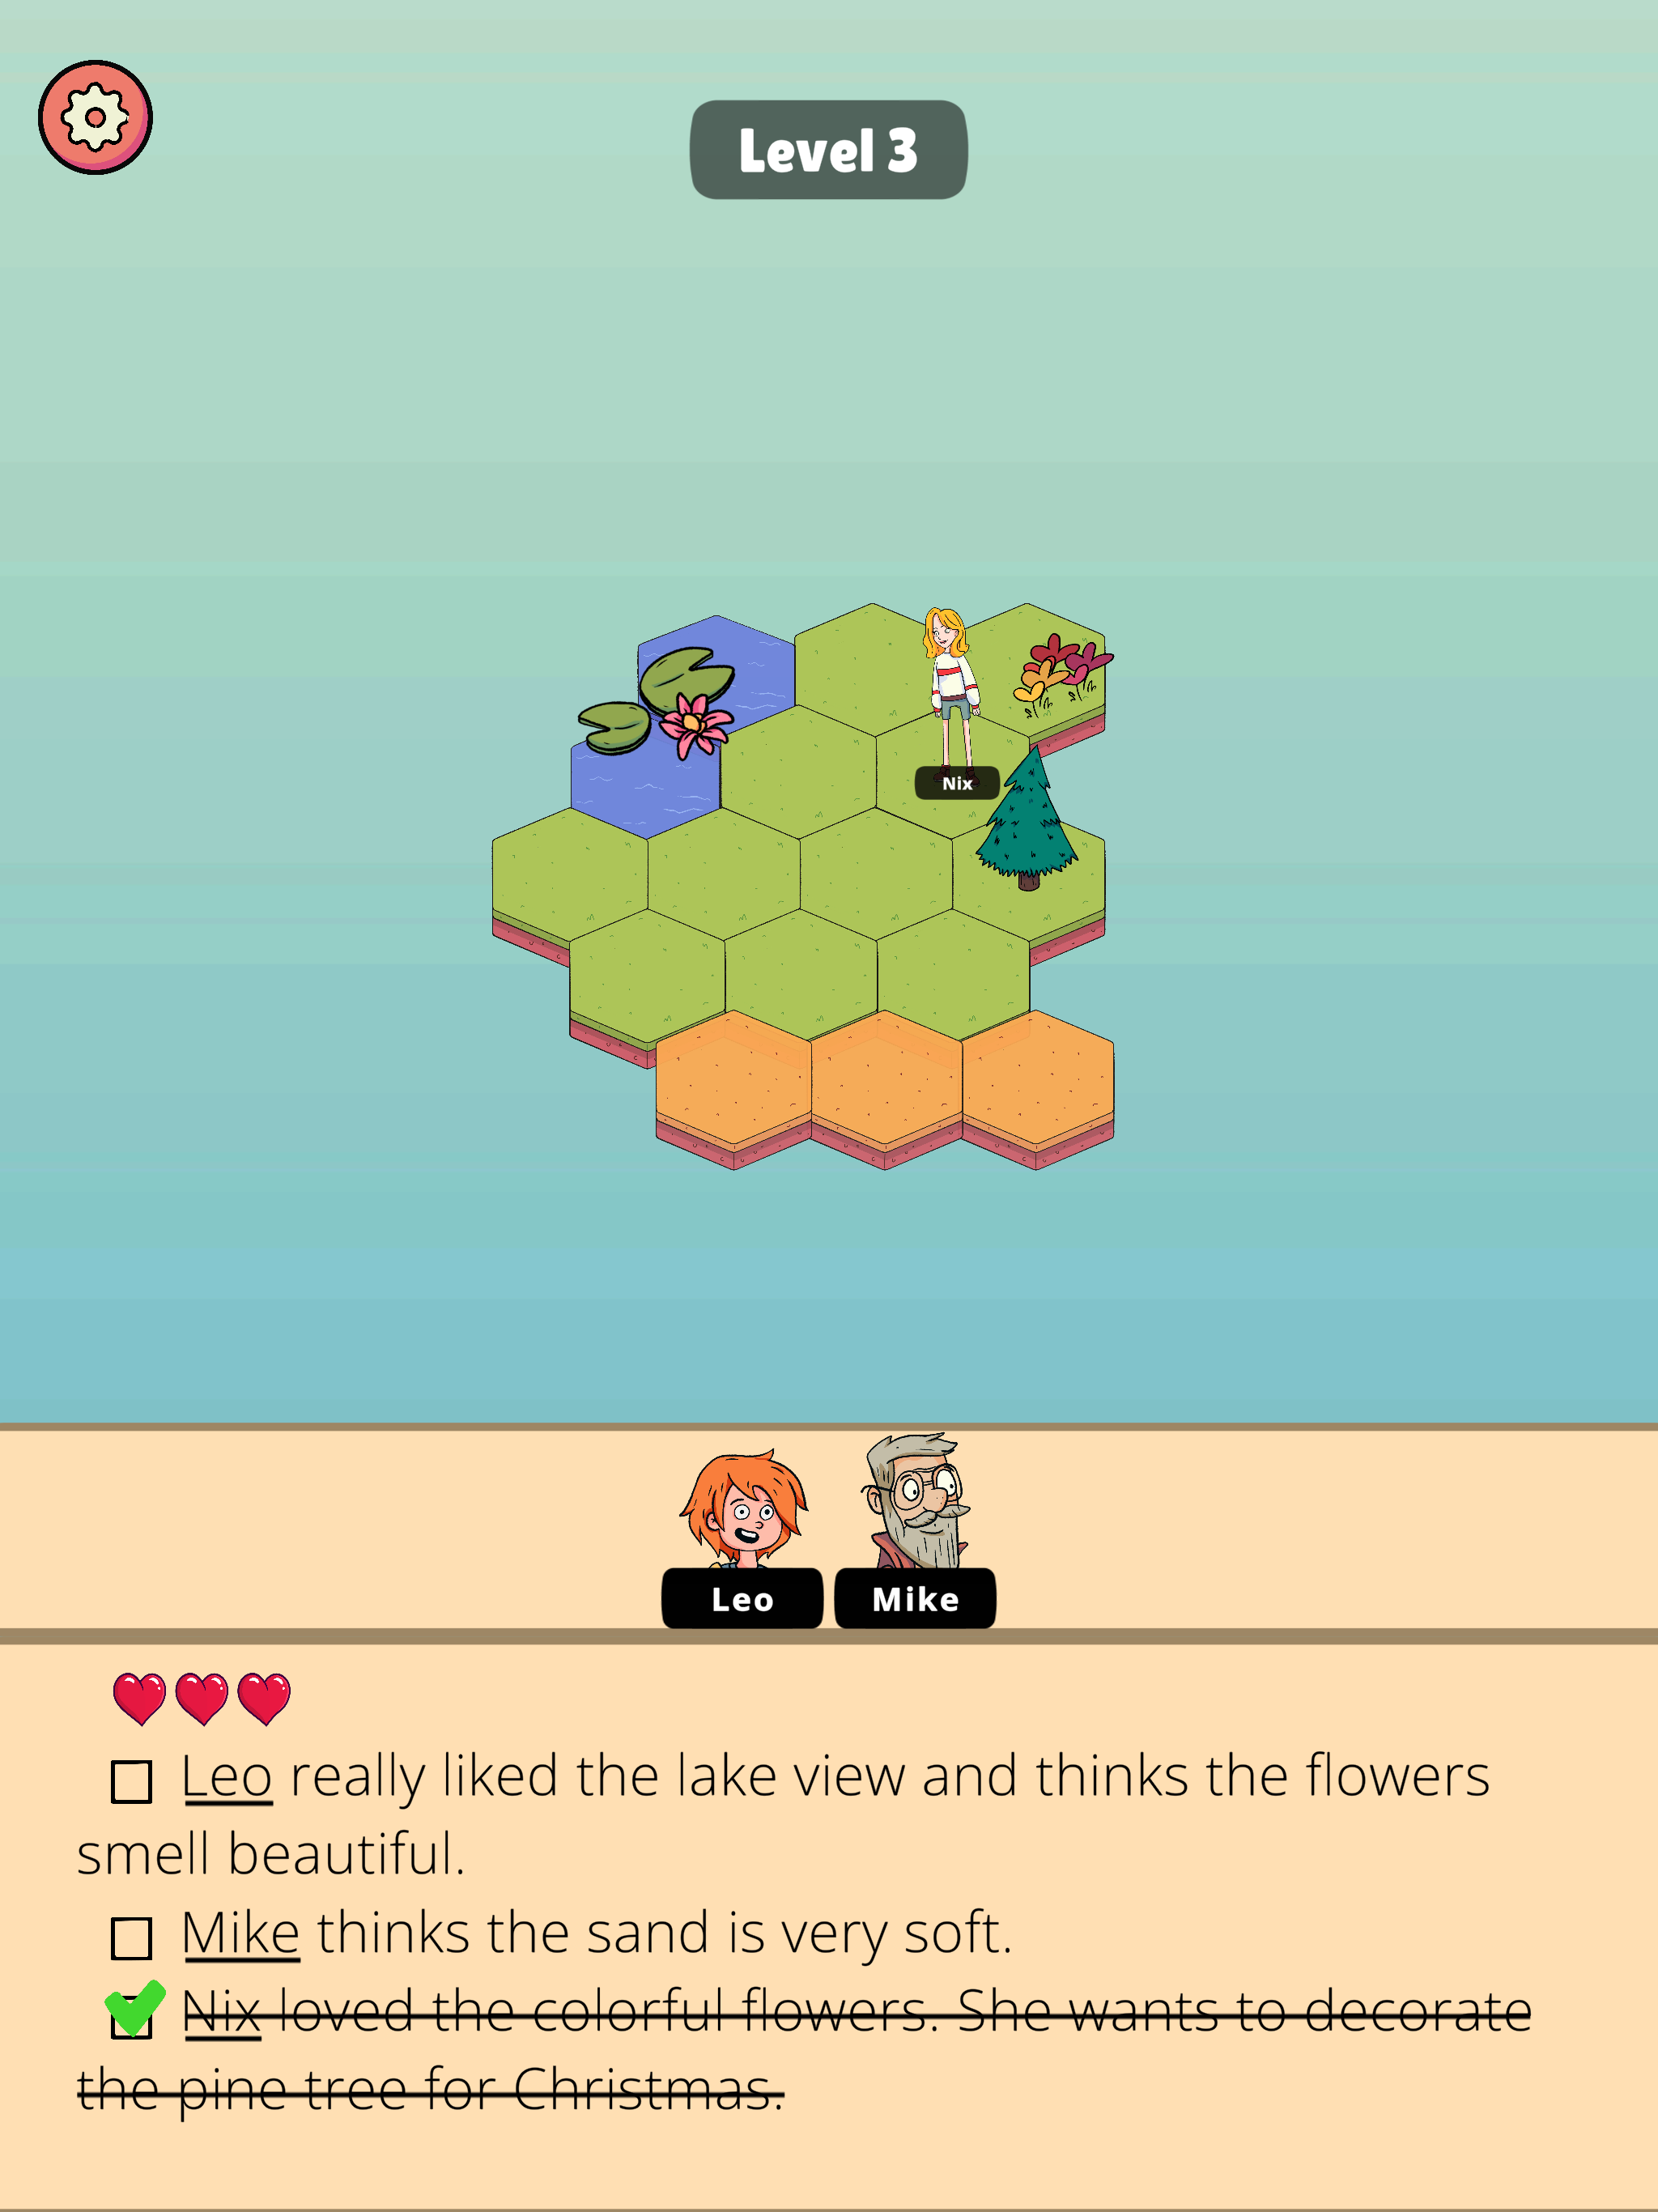 Level 3
Nix
Leo Mike
Leo really liked the lake view and thinks the flowers
smell beautiful.
Mike thinks the sand is very soft.
Nix loved the colorful flowers. She wants to decorate
the pine tree for Christmas.